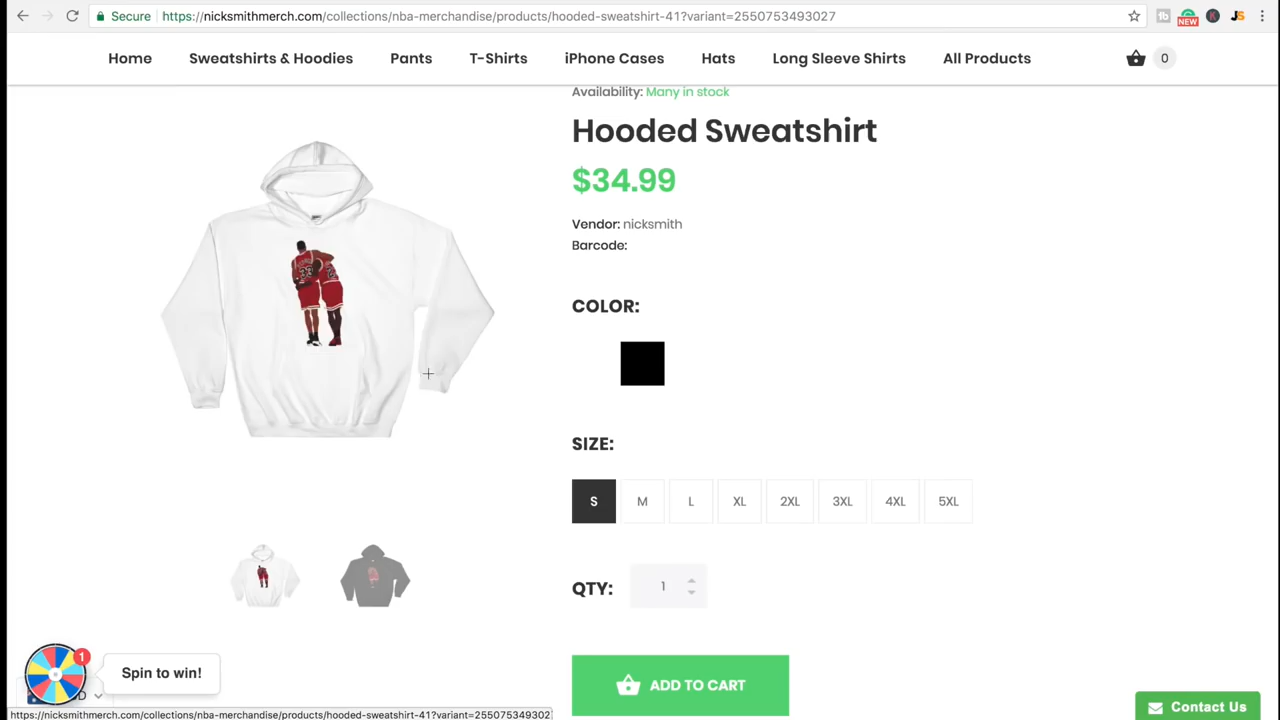 Secure
https://nicksmithmerch.com/collections/nba-merchandise/products/hooded-sweatshirt-41?variant=2550753493027
NEW
JS
Home Sweatshirts & Hoodies Pants T-Shirts iPhone Cases Hats Long Sleeve Shirts All Products 0
Availability: Many in stock
Hooded Sweatshirt
$34.99
Vendor: nicksmith
Barcode:
33
COLOR:
SIZE:
S M L XL 2XL 3XL 4XL 5XL
QTY: 1
1
Spin to win!
D
ADD TO CART
Contact Us
https://nicksmithmerch.com/collections/nba-merchandise/products/hooded-sweatshirt-41?variant=255075349302